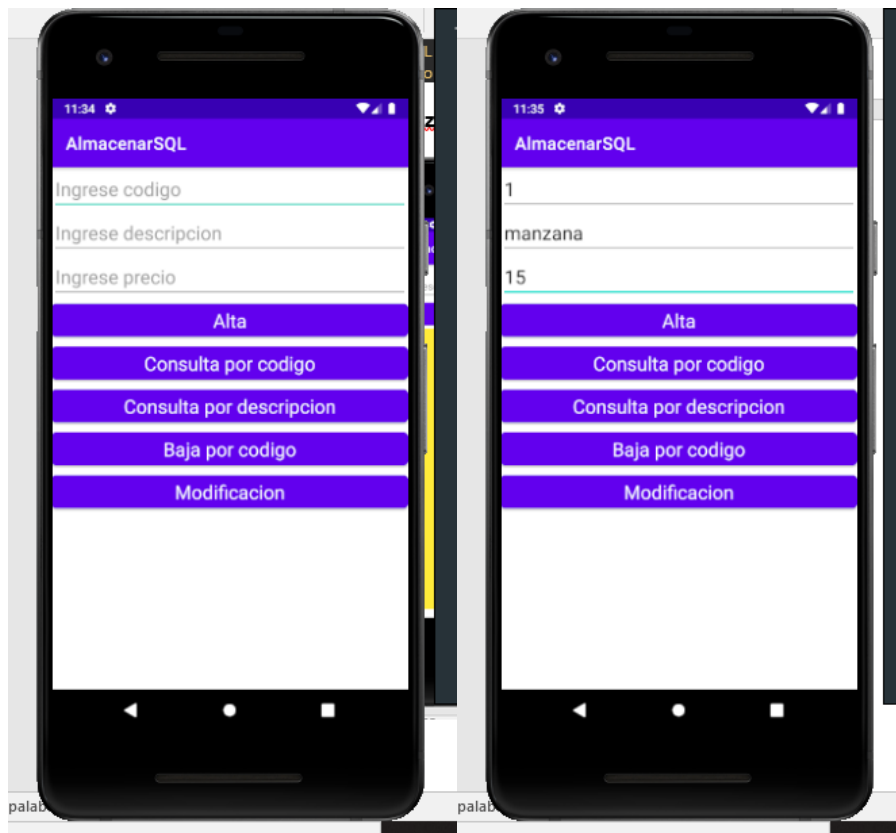 11:34
AlmacenarSQL
Ingrese codigo
Ingrese descripcion
Ingrese precio
Alta
Consulta por codigo
Consulta por descripcion
Baja por codigo
Modificacion
palab
11:35
AlmacenarSQL
1
manzana
15
Alta
Consulta por codigo
Consulta por descripcion
Baja por codigo
Modificacion
palab